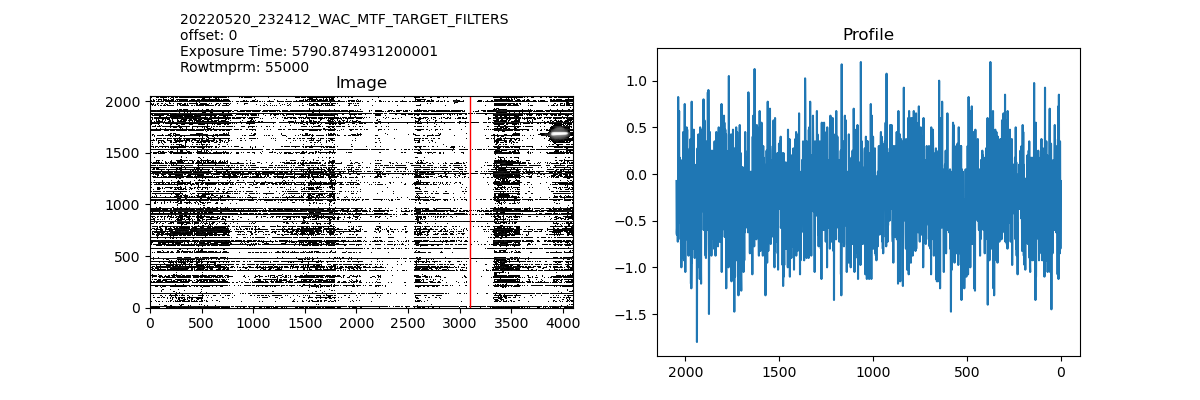 20220520_232412_WAC_MTF_TARGET_FILTERS
offset: 0
Exposure Time: 5790.874931200001
Rowtmprm: 55000
Image
2000
1500
1000
500
0
0 500 1000 1500 2000 2500 3000 3500 4000
Profile
1.0
0.5
0.0
−0.5
−1.0
−1.5
2000 1500 1000 500 0